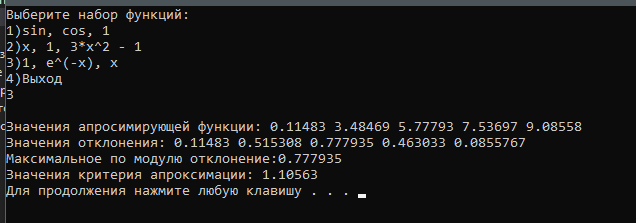 Выберите набор функций:
1)sin, cos, 1
2)x, 1, 3*x^2 - 1
3)1, e^(-x), x
4)Выход
3
Значения апросимирующей функции: 0.11483 3.48469 5.77793 7.53697 9.08558
Значения отклонения: 0.11483 0.515308 0.777935 0.463033 0.0855767
Максимальное по модулю отклонение:0.777935
Значения критерия апроксимации: 1.10563
Для продолжения нажмите любую клавишу . . .